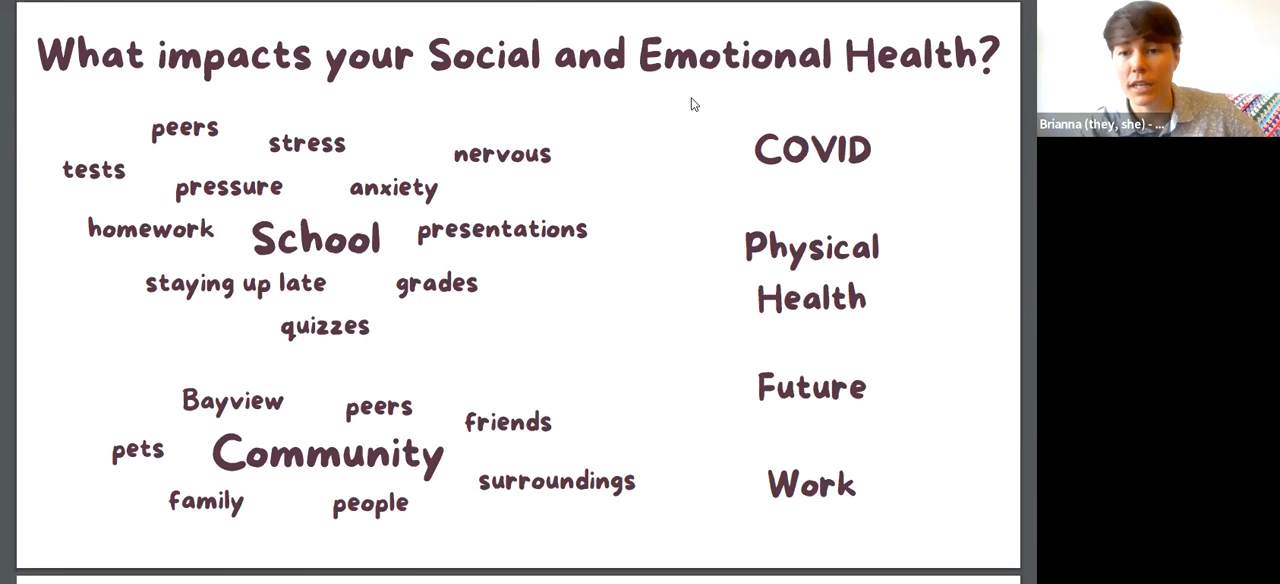 What impacts your Social and Emotional Health?
peers
stress
nervous
tests
pressure
anxiety
homework
School
presentations
staying up late
grades
quizzes
Bayview
peers
friends
pets
Community
surroundings
family
people
COVID
Physical
Health
Future
Work
Brianna (they, she) - ...